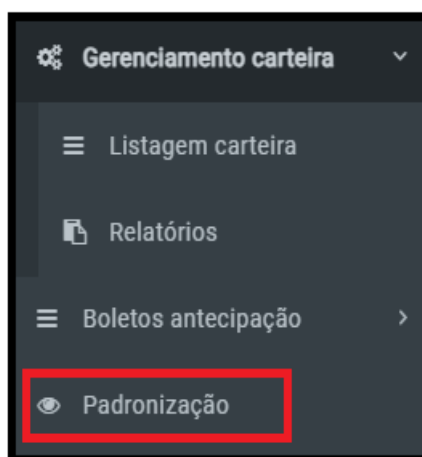 Gerenciamento carteira
Listagem carteira
Relatórios
Boletos antecipação
Padronização